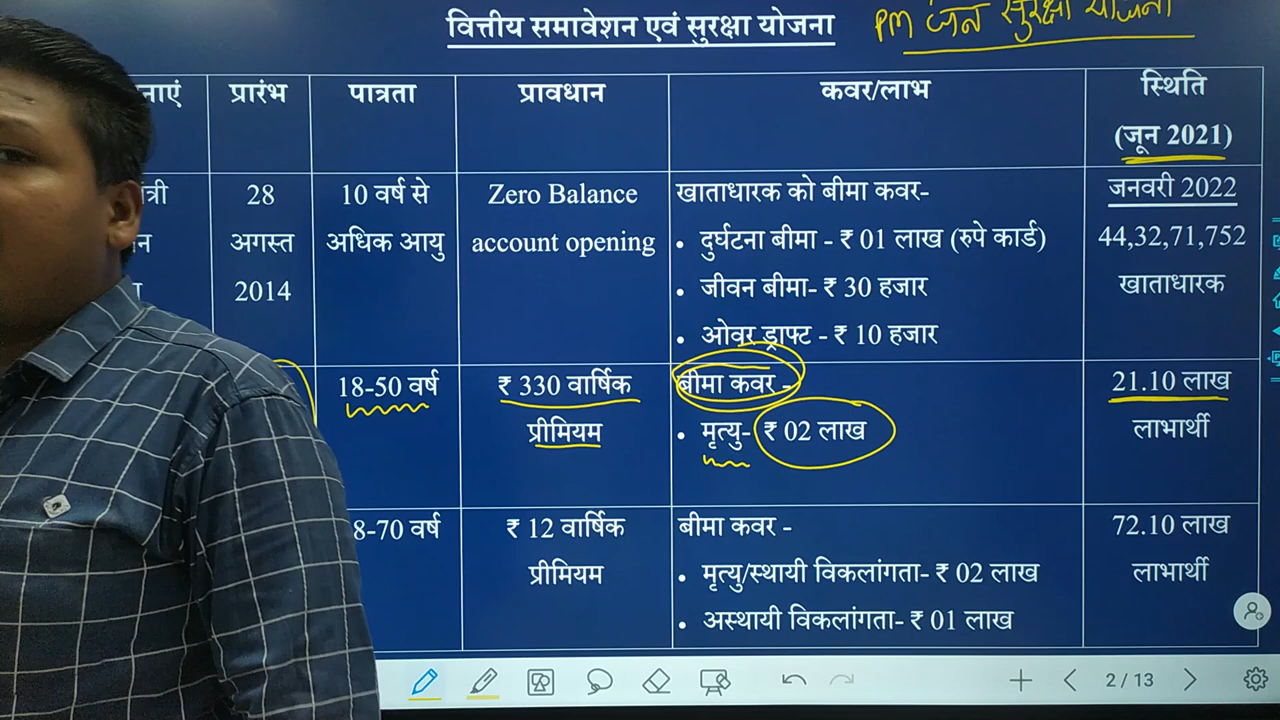 वित्तीय समावेशन एवं सुरक्षा योजना
PM जन सुरक्षा योजना
प्रारंभ
पात्रता
प्रावधान
कवर/लाभ
स्थिति
(जून 2021)
28
अगस्त
2014
10 वर्ष से
अधिक आयु
Zero Balance
account opening
खाताधारक को बीमा कवर-
• दुर्घटना बीमा - ₹ 01 लाख (रुपे कार्ड)
• जीवन बीमा- ₹ 30 हजार
• ओवर ड्राफ्ट - ₹ 10 हजार
जनवरी 2022
44,32,71,752
खाताधारक
18-50 वर्ष
₹ 330 वार्षिक
प्रीमियम
बीमा कवर -
• मृत्यु- ₹ 02 लाख
21.10 लाख
लाभार्थी
8-70 वर्ष
₹ 12 वार्षिक
प्रीमियम
बीमा कवर -
• मृत्यु/स्थायी विकलांगता- ₹ 02 लाख
• अस्थायी विकलांगता- ₹ 01 लाख
72.10 लाख
लाभार्थी
2 / 13